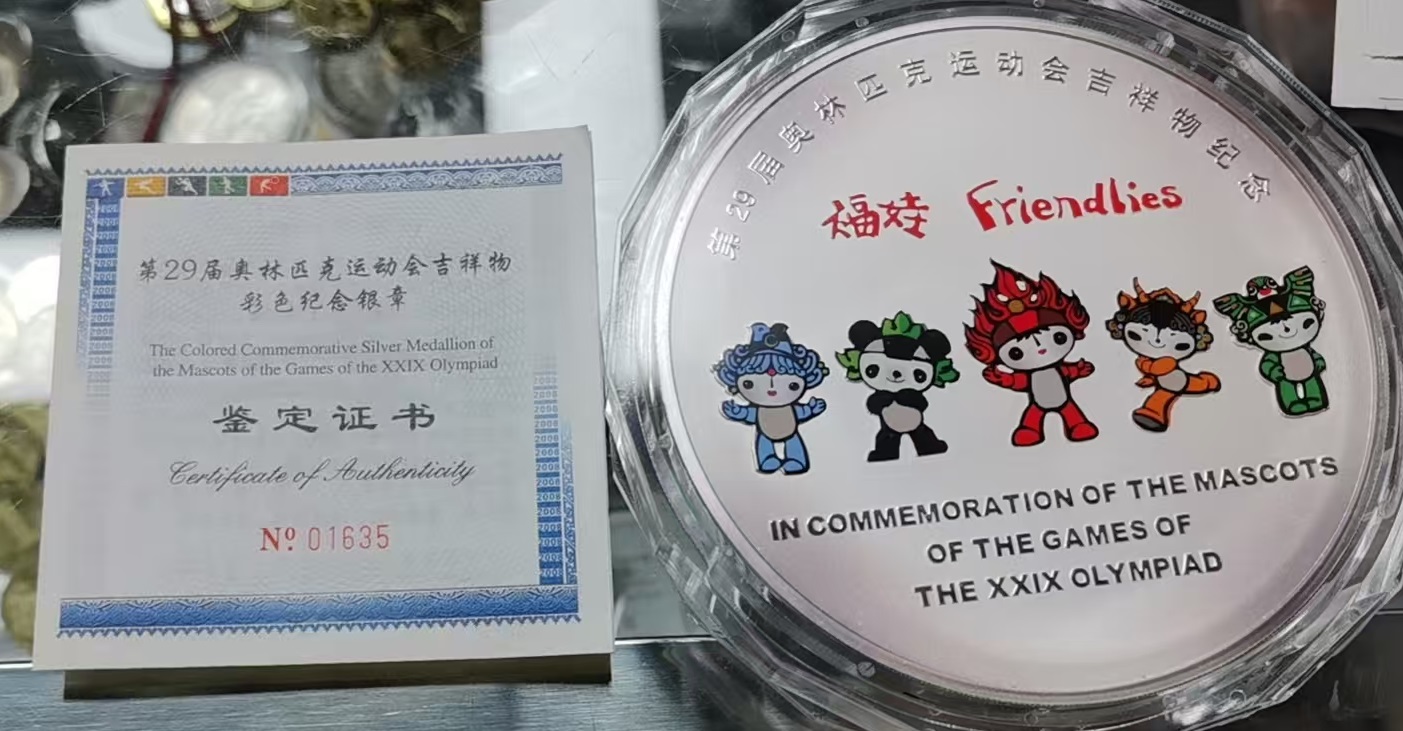 第29届奥林匹克运动会吉祥物
彩色纪念银章
The Colored Commemorative Silver Medallion of
the Mascots of the Games of the XXIX Olympiad
鉴定证书
Certificate of Authenticity
Nº 01635
第29届奥林匹克运动会吉祥物纪念
福娃 Friendlies
IN COMMEMORATION OF THE MASCOTS
OF THE GAMES OF
THE XXIX OLYMPIAD